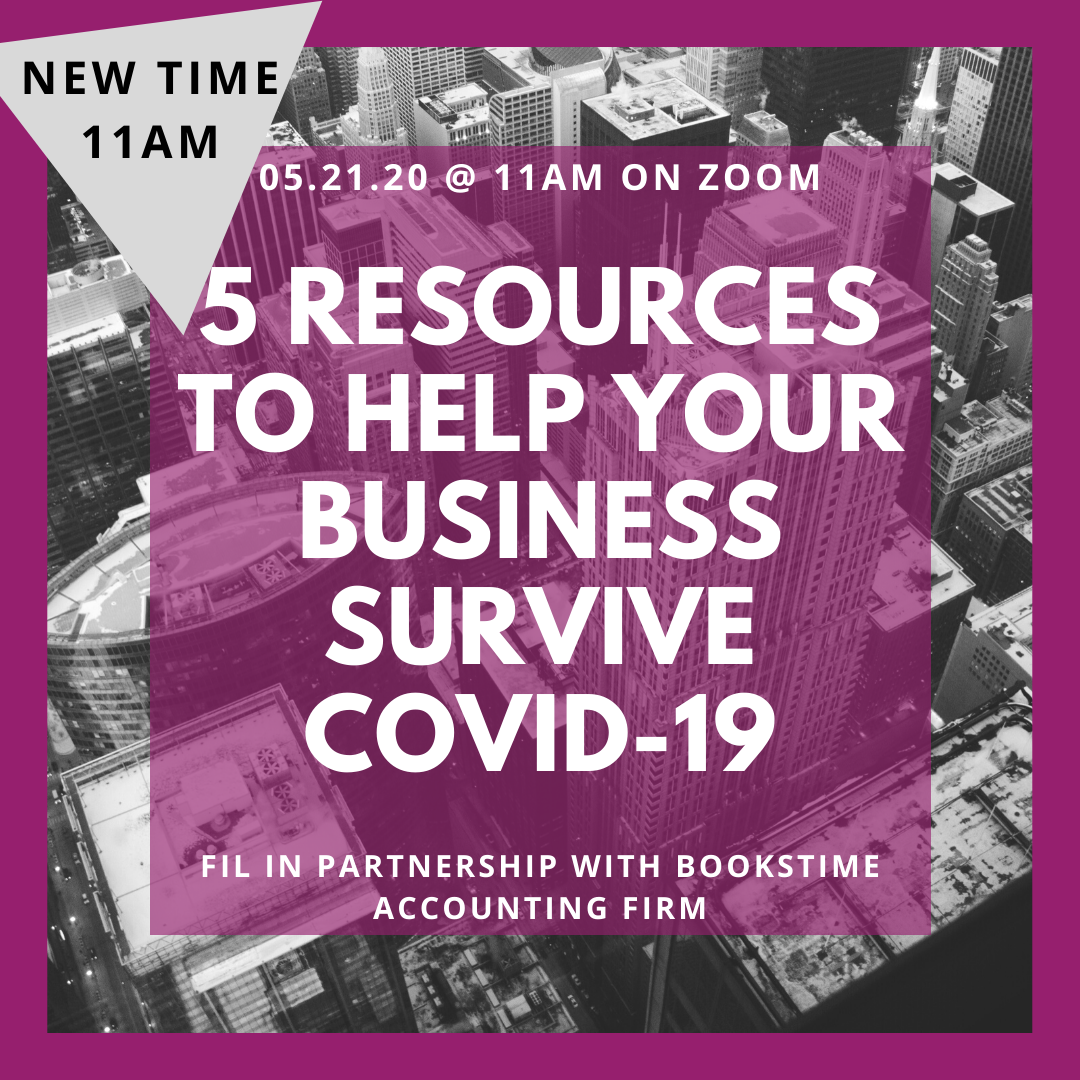 NEW TIME
11AM
05.21.20 @ 11AM ON ZOOM
5 RESOURCES
TO HELP YOUR
BUSINESS
SURVIVE
COVID-19
FIL IN PARTNERSHIP WITH BOOKSTIME
ACCOUNTING FIRM